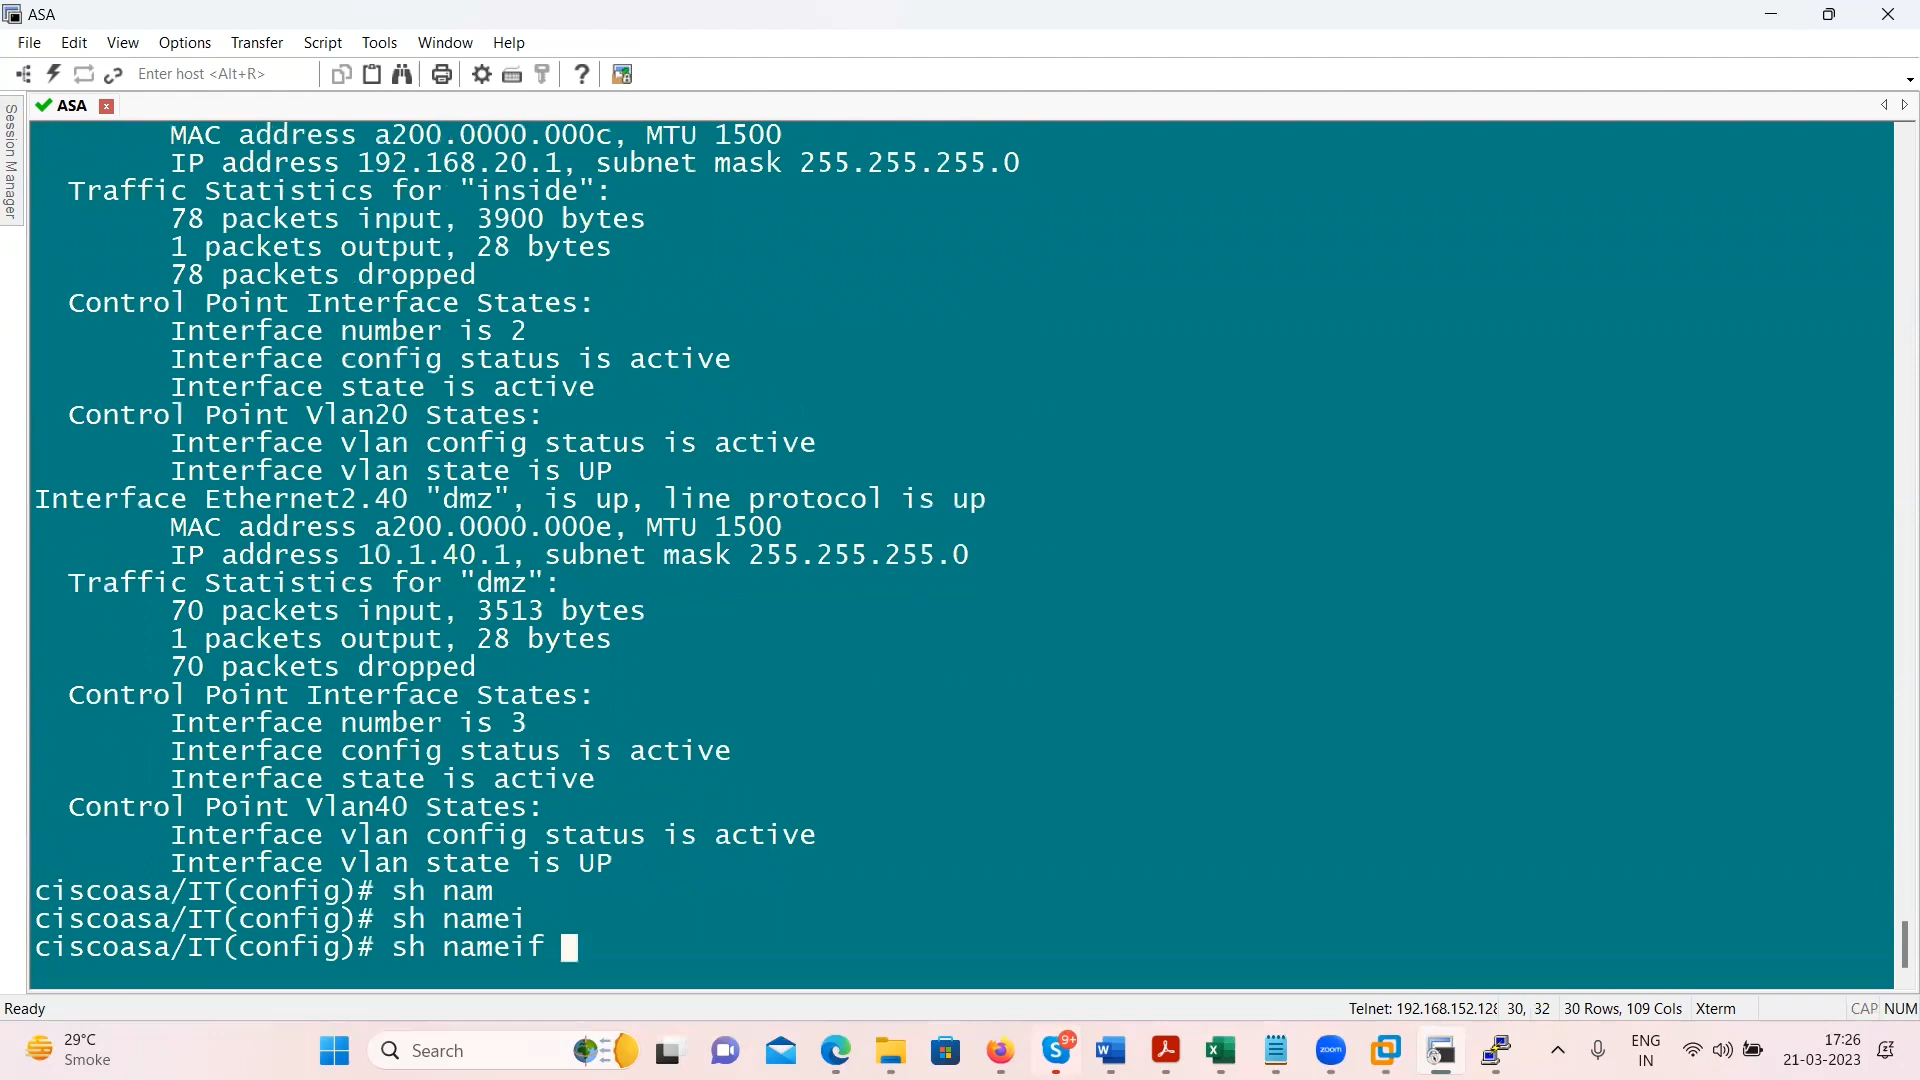 ASA
File Edit View Options Transfer Script Tools Window Help
Enter host <Alt+R>
Session Manager
ASA
MAC address a200.0000.000c, MTU 1500
IP address 192.168.20.1, subnet mask 255.255.255.0
Traffic Statistics for "inside":
78 packets input, 3900 bytes
1 packets output, 28 bytes
78 packets dropped
Control Point Interface States:
Interface number is 2
Interface config status is active
Interface state is active
Control Point Vlan20 States:
Interface vlan config status is active
Interface vlan state is UP
Interface Ethernet2.40 "dmz", is up, line protocol is up
MAC address a200.0000.000e, MTU 1500
IP address 10.1.40.1, subnet mask 255.255.255.0
Traffic Statistics for "dmz":
70 packets input, 3513 bytes
1 packets output, 28 bytes
70 packets dropped
Control Point Interface States:
Interface number is 3
Interface config status is active
Interface state is active
Control Point Vlan40 States:
Interface vlan config status is active
Interface vlan state is UP
ciscoasa/IT(config)# sh nam
ciscoasa/IT(config)# sh namei
ciscoasa/IT(config)# sh nameif
Ready Telnet: 192.168.152.128 30, 32 30 Rows, 109 Cols Xterm CAP NUM
29°C
Smoke
Search
9+
zoom
ENG
IN
17:26
21-03-2023